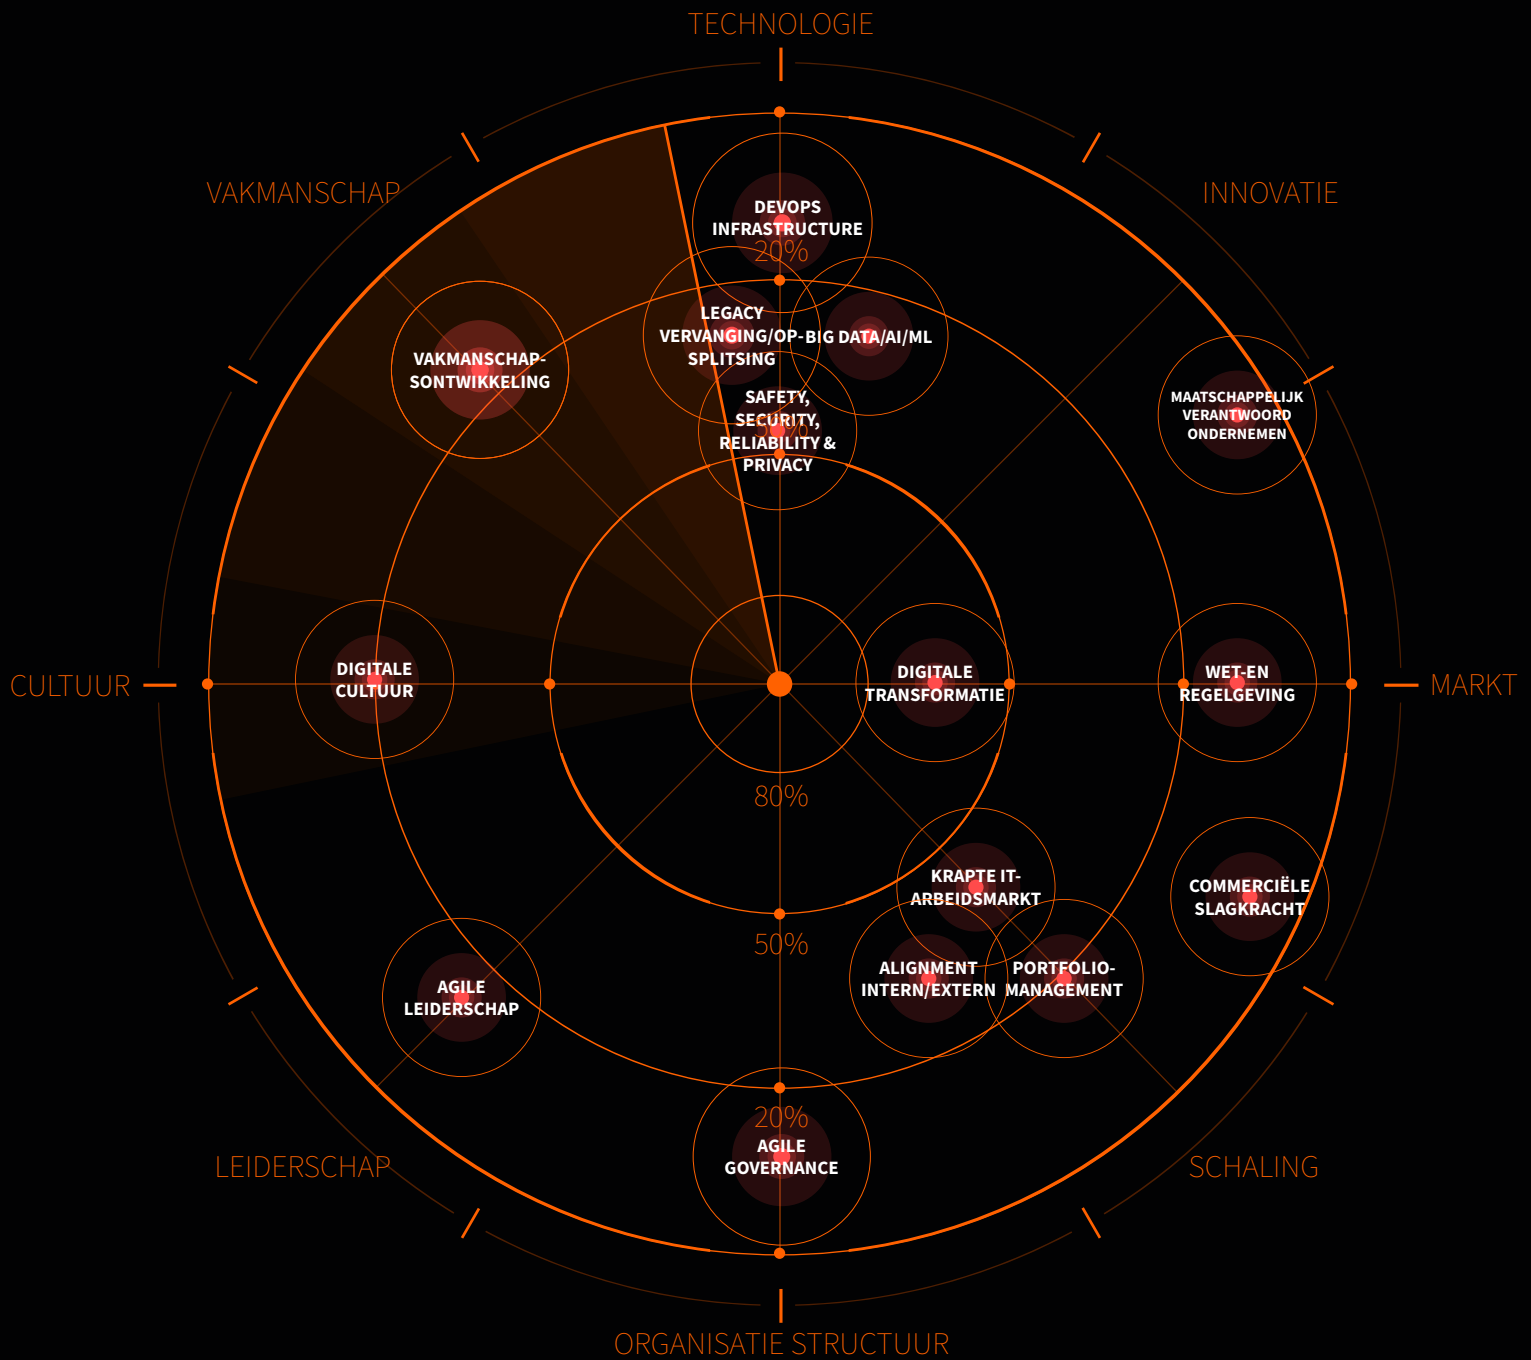 TECHNOLOGIE
VAKMANSCHAP
INNOVATIE
DEVOPS
INFRASTRUCTURE
20%
LEGACY
VERVANGING/OP-
SPLITSING
BIG DATA/AI/ML
VAKMANSCHAP-
SONTWIKKELING
SAFETY,
SECURITY,
RELIABILITY &
PRIVACY
MAATSCHAPPELIJK
VERANTWOORD
ONDERNEMEN
CULTUUR
DIGITALE
CULTUUR
DIGITALE
TRANSFORMATIE
WET-EN
REGELGEVING
MARKT
80%
KRAPTE IT-
ARBEIDSMARKT
COMMERCIËLE
SLAGKRACHT
50%
ALIGNMENT
INTERN/EXTERN
PORTFOLIO-
MANAGEMENT
AGILE
LEIDERSCHAP
20%
AGILE
GOVERNANCE
LEIDERSCHAP
SCHALING
ORGANISATIE STRUCTUUR